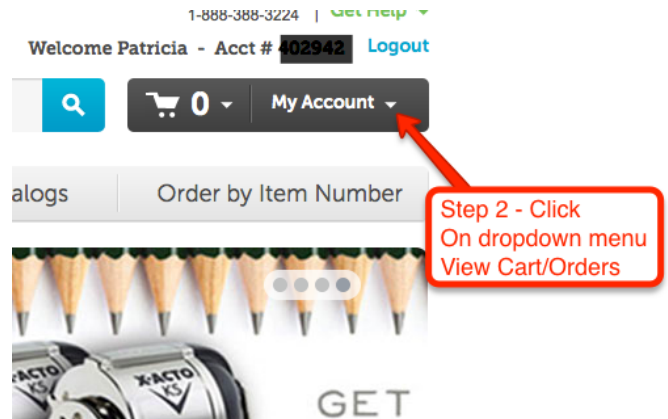 1-888-388-3224 | Get Help
Welcome Patricia - Acct # Logout
0 My Account
alogs Order by Item Number
Step 2 - Click
On dropdown menu
View Cart/Orders
X-ACTO
KS
X-ACTO
KS
GET